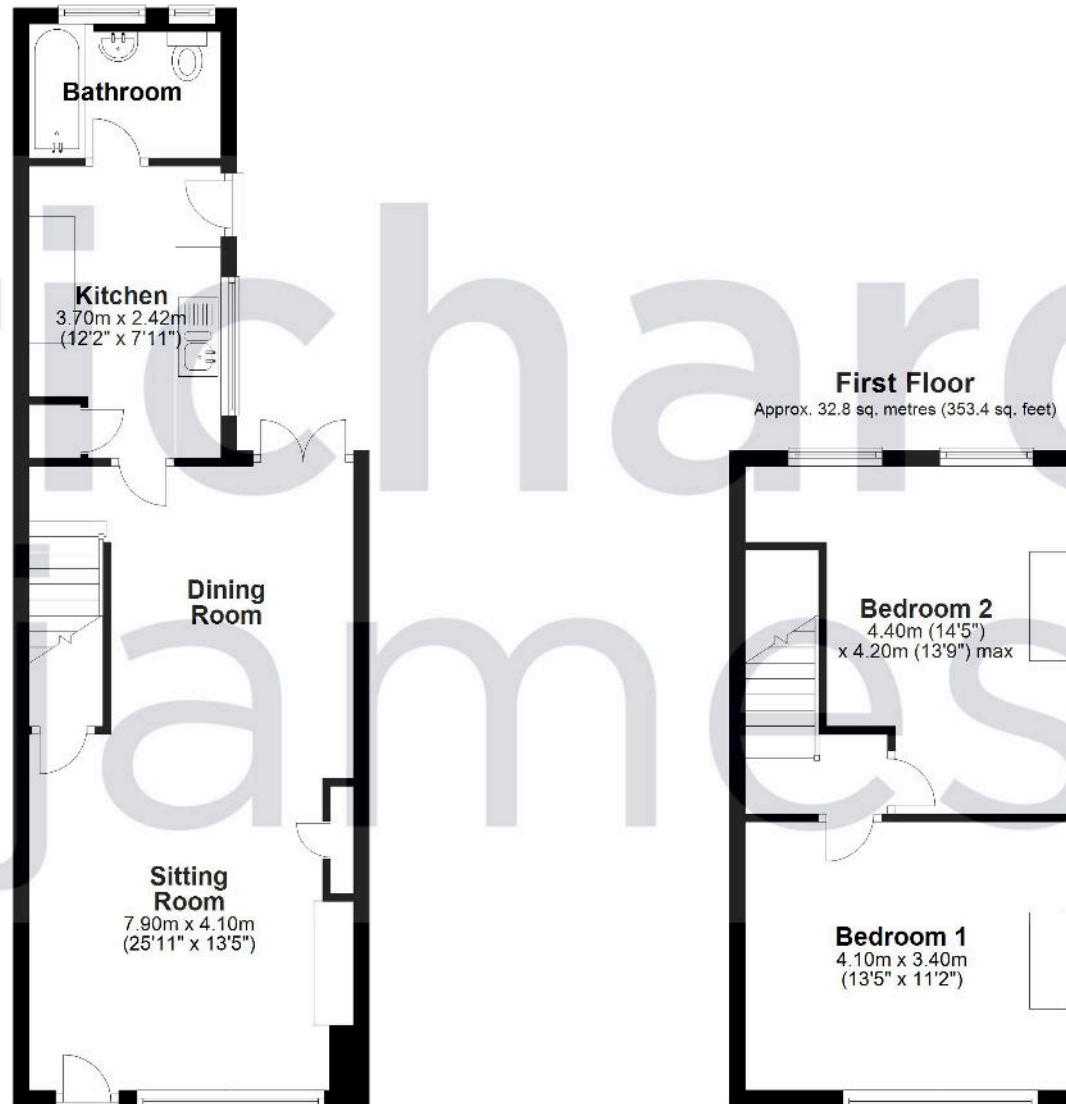 Bathroom
Kitchen
3.70m x 2.42m
(12'2" x 7'11")
Dining
Room
Sitting
Room
7.90m x 4.10m
(25'11" x 13'5")
First Floor
Approx. 32.8 sq. metres (353.4 sq. feet)
Bedroom 2
4.40m (14'5")
x 4.20m (13'9") max
Bedroom 1
4.10m x 3.40m
(13'5" x 11'2")
richard
james